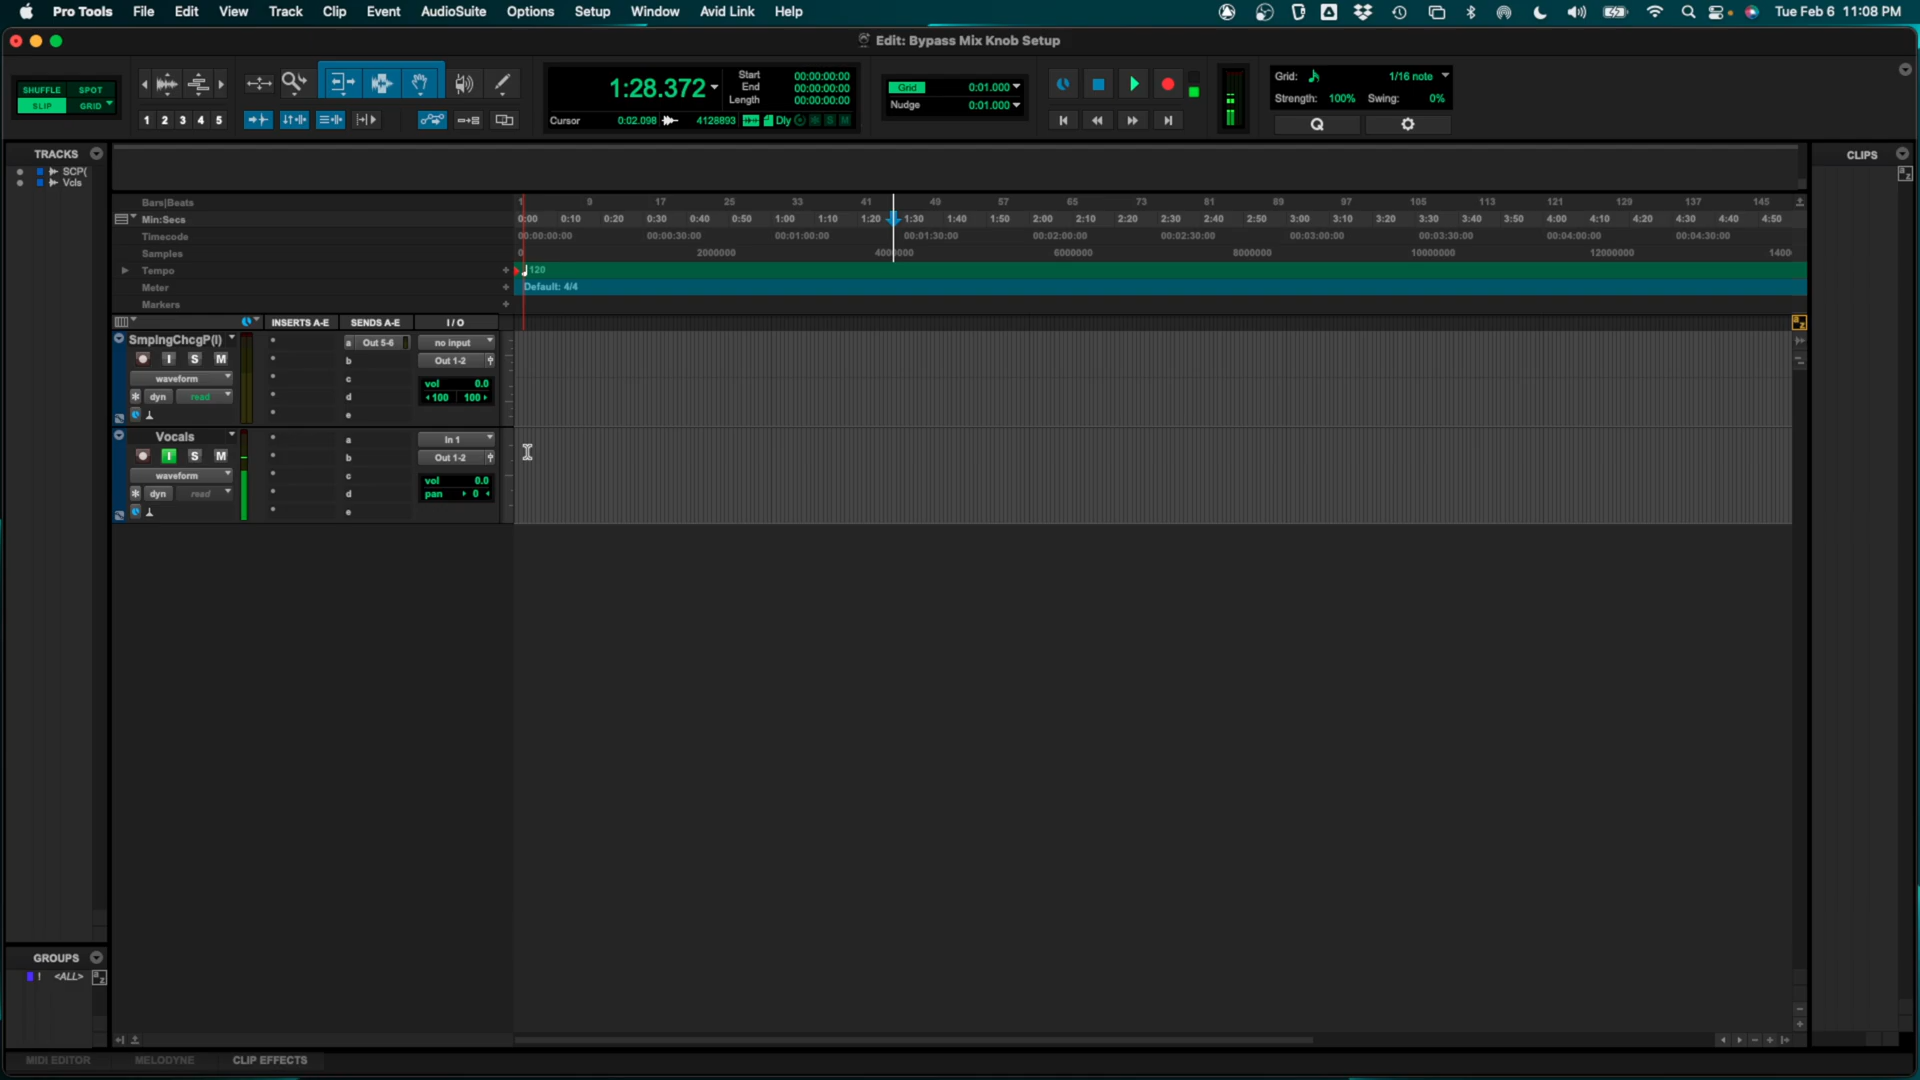 Pro Tools File Edit View Track Clip Event AudioSuite Options Setup Window Avid Link Help Tue Feb 6 11:08 PM
Edit: Bypass Mix Knob Setup
SHUFFLE SPOT
SLIP GRID
1 2 3 4 5
1:28.372
Start 00:00:00:00
End 00:00:00:00
Length 00:00:00:00
Cursor 0:02.098 4128893 Dly S M
Grid 0:01.000
Nudge 0:01.000
Grid: 1/16 note
Strength: 100% Swing: 0%
Q
TRACKS
SCP(
Vcls
CLIPS
Bars|Beats 1 9 17 25 33 41 49 57 65 73 81 89 97 105 113 121 129 137 145
Min:Secs 0:00 0:10 0:20 0:30 0:40 0:50 1:00 1:10 1:20 1:30 1:40 1:50 2:00 2:10 2:20 2:30 2:40 2:50 3:00 3:10 3:20 3:30 3:40 3:50 4:00 4:10 4:20 4:30 4:40 4:50
Timecode 00:00:00:00 00:00:30:00 00:01:00:00 00:01:30:00 00:02:00:00 00:02:30:00 00:03:00:00 00:03:30:00 00:04:00:00 00:04:30:00
Samples 0 2000000 4000000 6000000 8000000 10000000 12000000 1400
Tempo 120
Meter Default: 4/4
Markers
INSERTS A-E SENDS A-E I / O
SmplngChcgP(I) a Out 5-6 no input
I S M b Out 1-2
waveform c vol 0.0
dyn read d 100 100
e
Vocals a In 1
I S M b Out 1-2
waveform c vol 0.0
dyn read d pan 0
e
GROUPS
! <ALL>
MIDI EDITOR MELODYNE CLIP EFFECTS